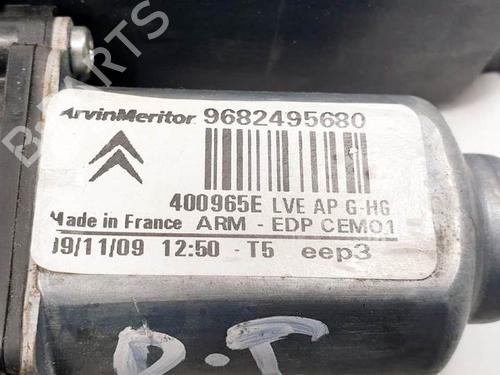 B-PARTS
ArvinMeritor 9682495680
400965E LVE AP G-HG
Made in France ARM - EDP CEM01
09/11/09 12:50 - T5 eep3
D.T